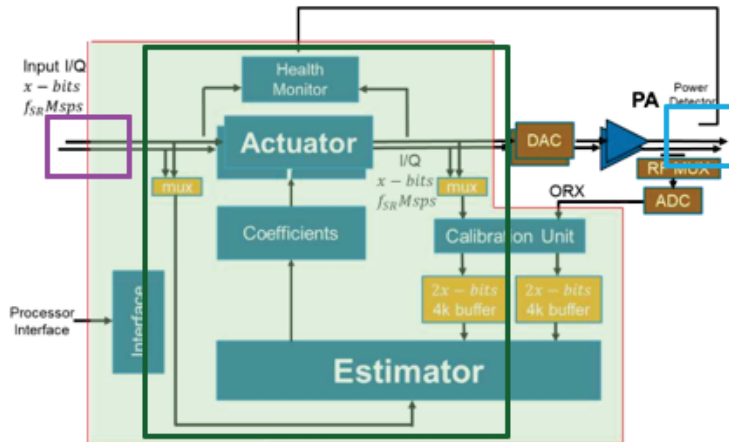 Input I/Q
x – bits
f_SR Msps
Health
Monitor
Actuator
PA
Power
Detector
DAC
mux
I/Q
x – bits
f_SR Msps
mux
RF MUX
ORX
ADC
Coefficients
Calibration Unit
2x – bits
4k buffer
2x – bits
4k buffer
Processor
Interface
Interface
Estimator